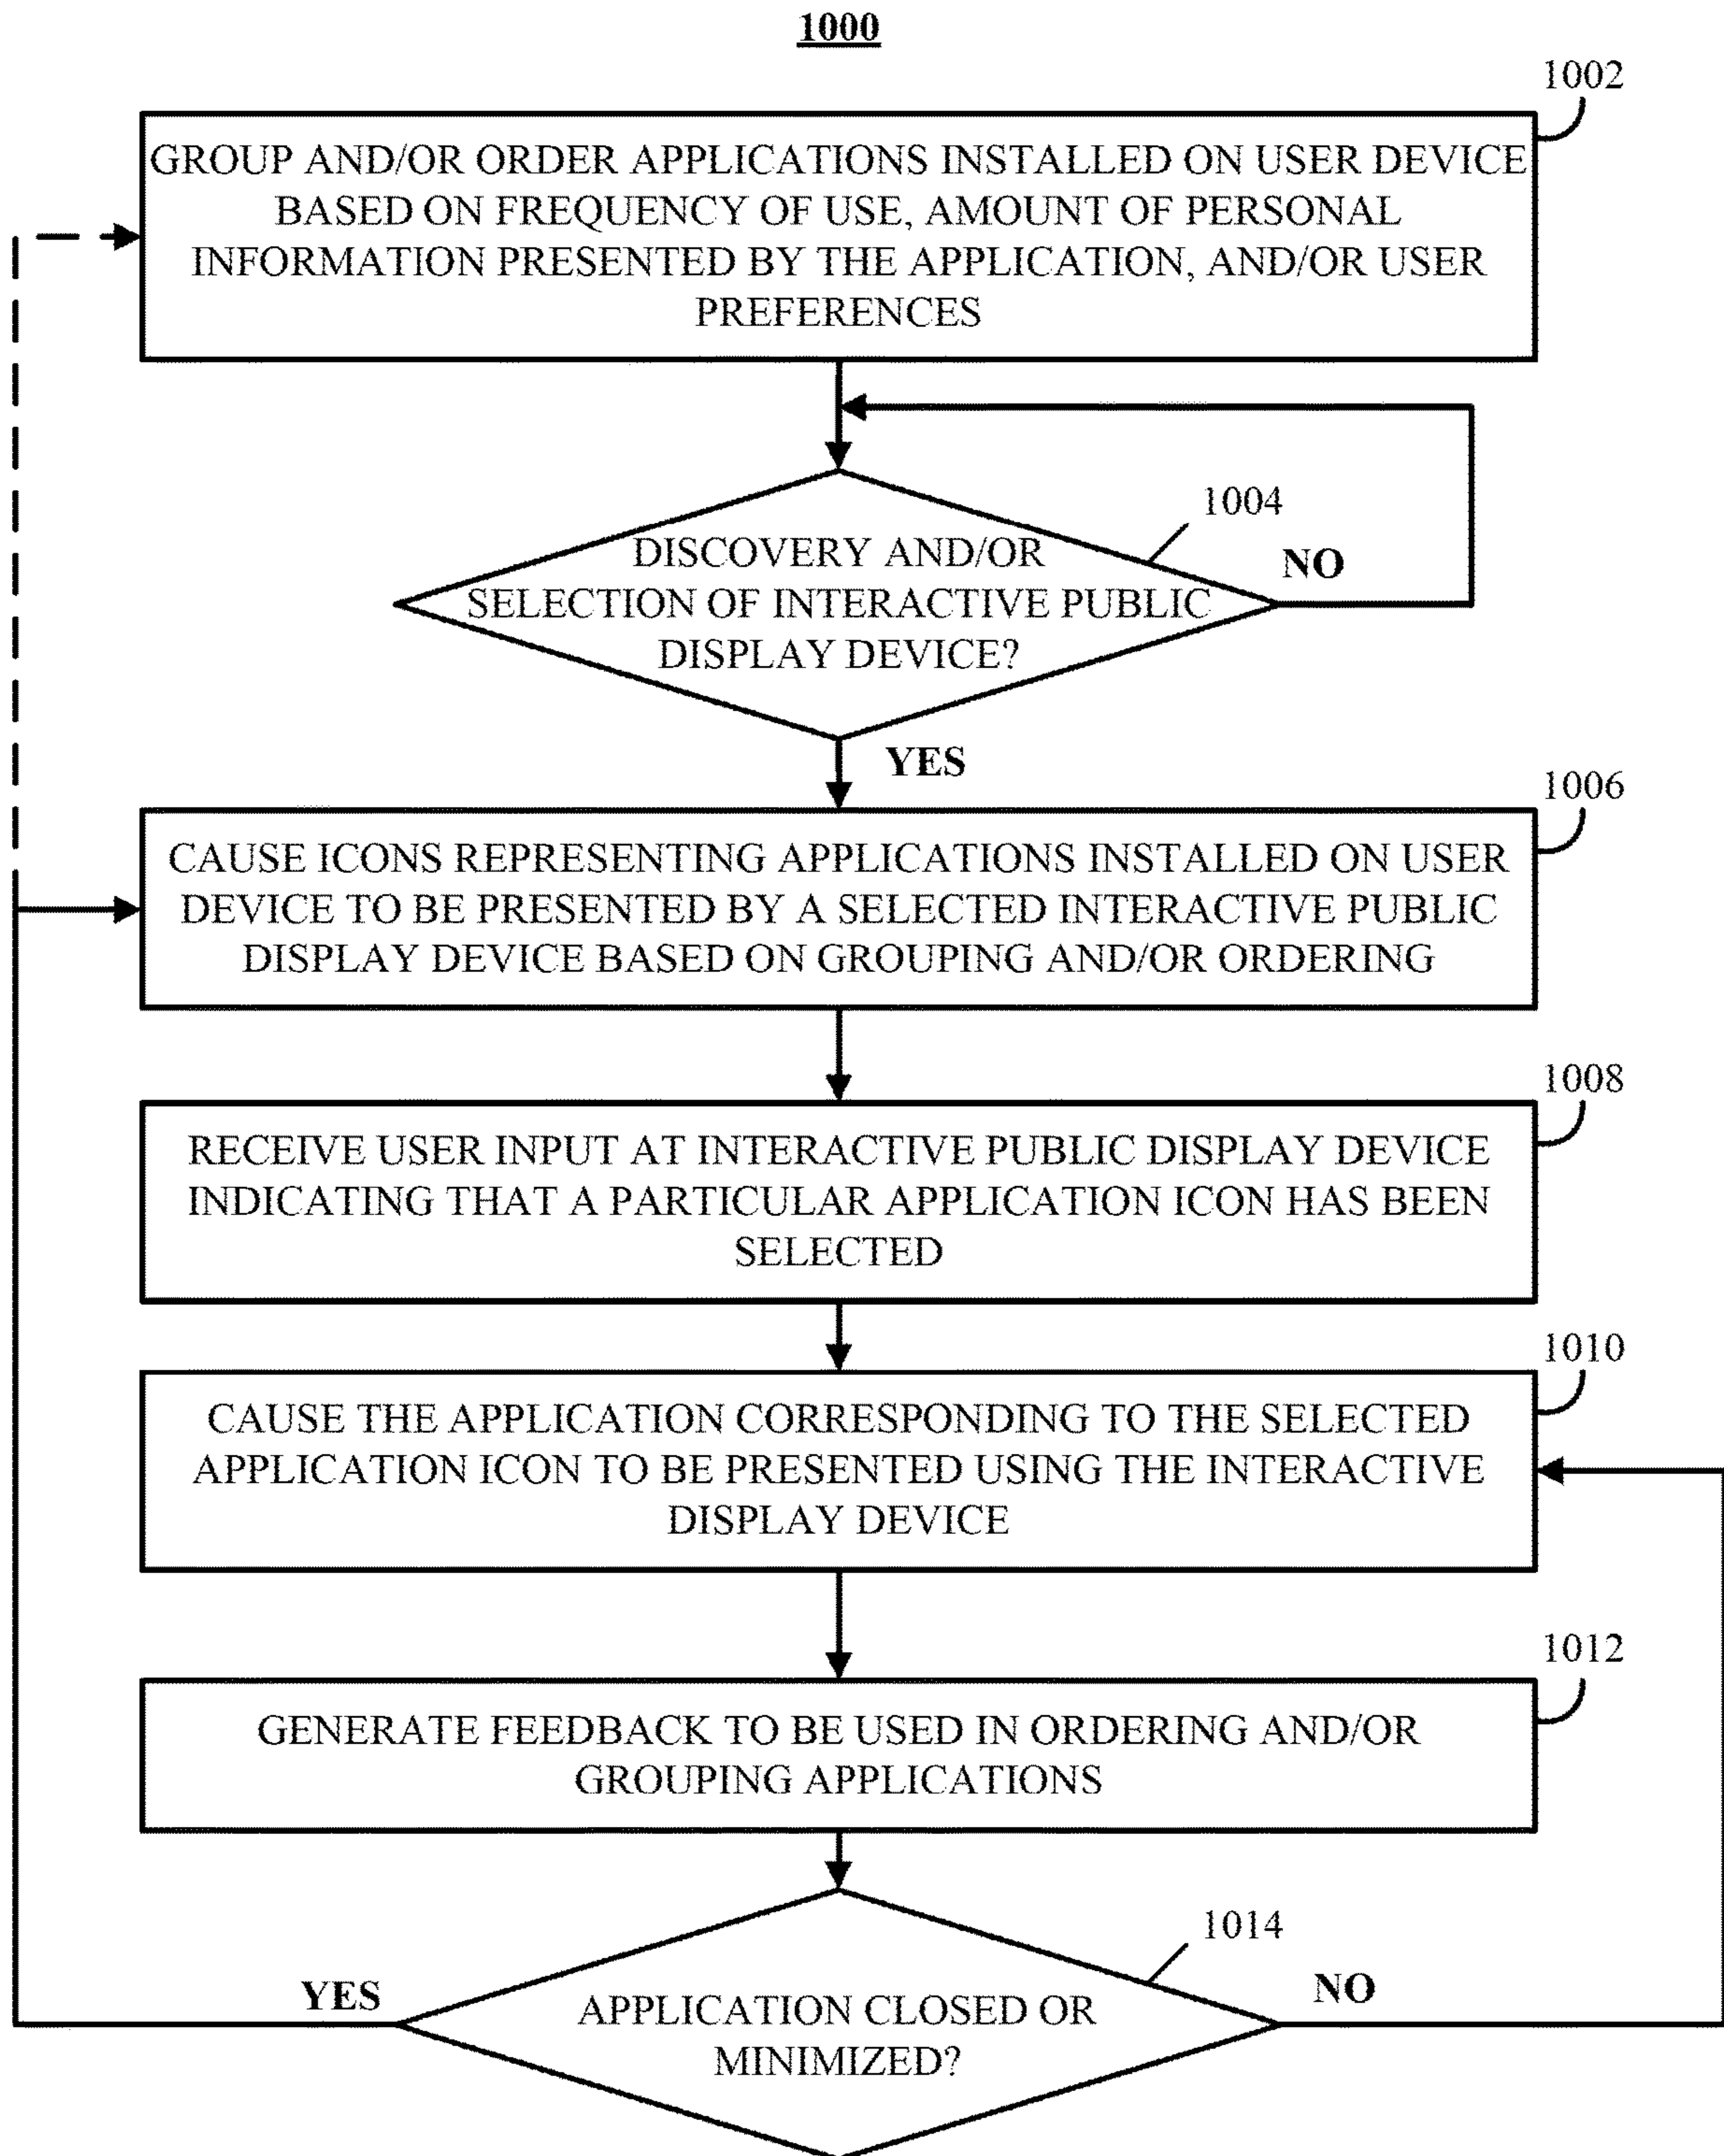 1000
1002
GROUP AND/OR ORDER APPLICATIONS INSTALLED ON USER DEVICE
BASED ON FREQUENCY OF USE, AMOUNT OF PERSONAL
INFORMATION PRESENTED BY THE APPLICATION, AND/OR USER
PREFERENCES
1004
DISCOVERY AND/OR
SELECTION OF INTERACTIVE PUBLIC
DISPLAY DEVICE?
NO
YES
1006
CAUSE ICONS REPRESENTING APPLICATIONS INSTALLED ON USER
DEVICE TO BE PRESENTED BY A SELECTED INTERACTIVE PUBLIC
DISPLAY DEVICE BASED ON GROUPING AND/OR ORDERING
1008
RECEIVE USER INPUT AT INTERACTIVE PUBLIC DISPLAY DEVICE
INDICATING THAT A PARTICULAR APPLICATION ICON HAS BEEN
SELECTED
1010
CAUSE THE APPLICATION CORRESPONDING TO THE SELECTED
APPLICATION ICON TO BE PRESENTED USING THE INTERACTIVE
DISPLAY DEVICE
1012
GENERATE FEEDBACK TO BE USED IN ORDERING AND/OR
GROUPING APPLICATIONS
1014
YES
NO
APPLICATION CLOSED OR
MINIMIZED?